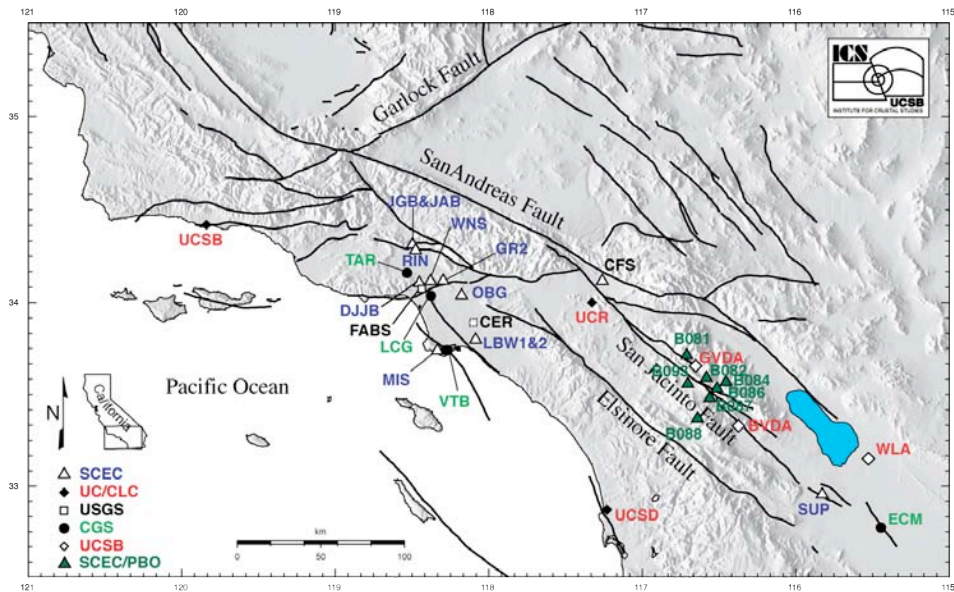 121
120
119
118
117
116
115
ICS
UCSB
INSTITUTE FOR CRUSTAL STUDIES
35
34
33
Garlock Fault
SanAndreas Fault
JGB&JAB
WNS
UCSB
TAR
RIN
GR2
CFS
DJJB
OBG
FABS
CER
UCR
LCG
LBW1&2
B081
GVDA
San Jacinto Fault
B093
B082
B084
B086
B087
MIS
VTB
Pacific Ocean
Elsinore Fault
B088
BVDA
WLA
N
California
SCEC
UC/CLC
USGS
CGS
UCSB
SCEC/PBO
km
0
50
100
UCSD
SUP
ECM
121
120
119
118
117
116
115